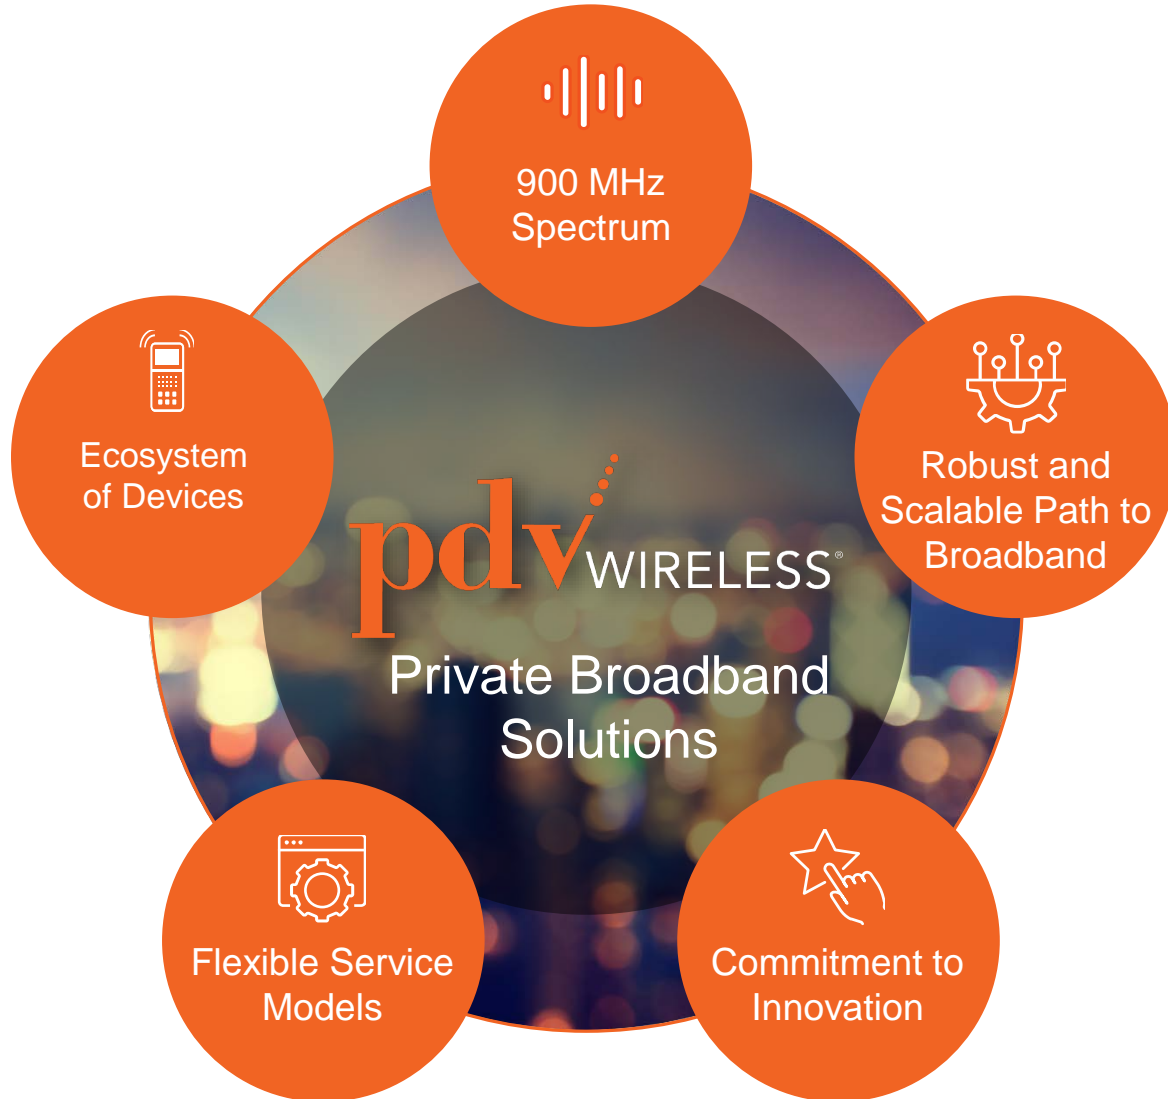 900 MHz
Spectrum
Ecosystem
of Devices
Robust and
Scalable Path to
Broadband
pdv WIRELESS®
Private Broadband
Solutions
Flexible Service
Models
Commitment to
Innovation